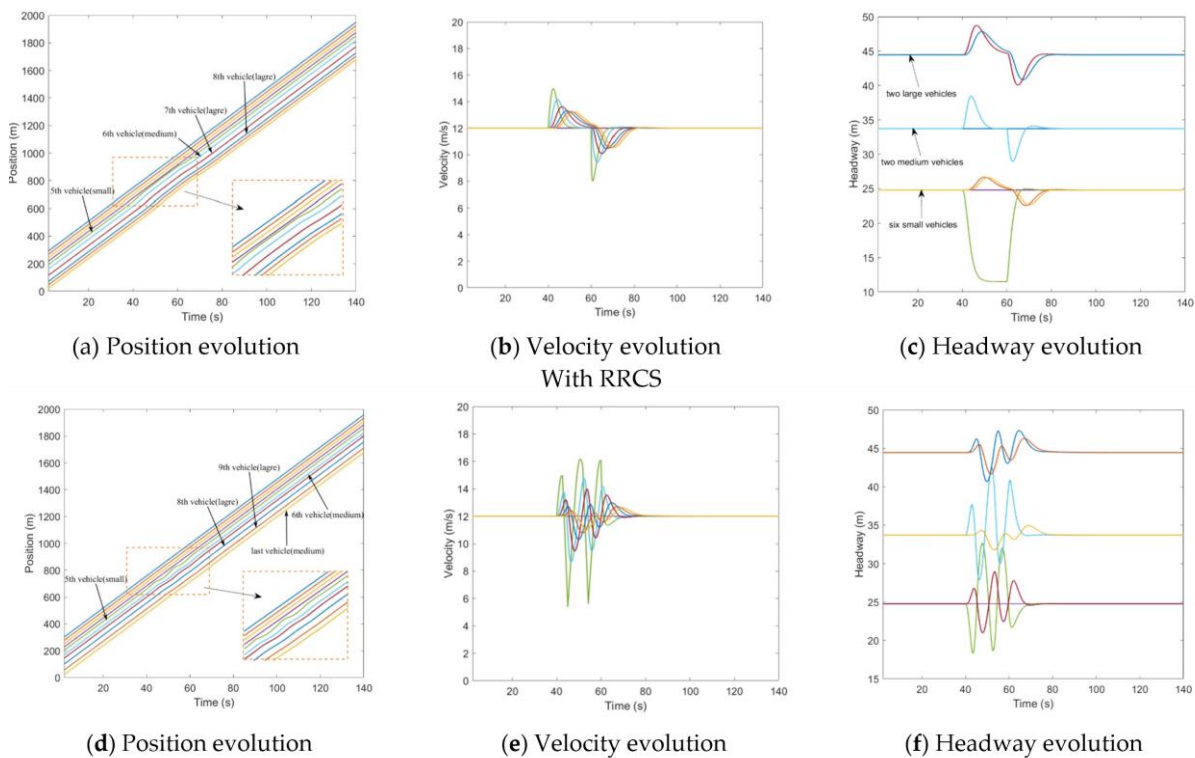 2000
1800
1600
1400
1200
1000
800
600
400
200
0
Position (m)
8th vehicle(lagre)
7th vehicle(lagre)
6th vehicle(medium)
5th vehicle(small)
20 40 60 80 100 120 140
Time (s)
(a) Position evolution
20
18
16
14
12
10
8
6
4
2
0
Velocity (m/s)
20 40 60 80 100 120 140
Time (s)
(b) Velocity evolution
With RRCS
50
45
40
35
30
25
20
15
10
Headway (m)
two large vehicles
two medium vehicles
six small vehicles
20 40 60 80 100 120 140
Time (s)
(c) Headway evolution
2000
1800
1600
1400
1200
1000
800
600
400
200
0
Position (m)
9th vehicle(lagre)
8th vehicle(lagre)
6th vehicle(medium)
last vehicle(medium)
5th vehicle(small)
20 40 60 80 100 120 140
Time (s)
(d) Position evolution
20
18
16
14
12
10
8
6
4
2
0
Velocity (m/s)
20 40 60 80 100 120 140
Time (s)
(e) Velocity evolution
50
45
40
35
30
25
20
15
Headway (m)
20 40 60 80 100 120 140
Time (s)
(f) Headway evolution